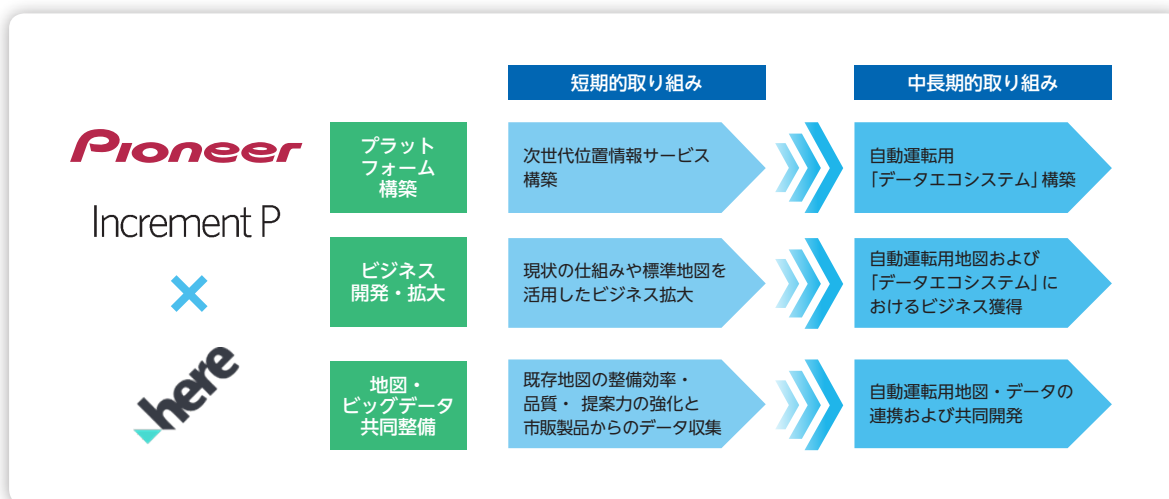 短期的取り組み
中長期的取り組み
Pioneer
Increment P
×
here
プラット
フォーム
構築
次世代位置情報サービス
構築
自動運転用
「データエコシステム」構築
ビジネス
開発・拡大
現状の仕組みや標準地図を
活用したビジネス拡大
自動運転用地図および
「データエコシステム」に
おけるビジネス獲得
地図・
ビッグデータ
共同整備
既存地図の整備効率・
品質・ 提案力の強化と
市販製品からのデータ収集
自動運転用地図・データの
連携および共同開発